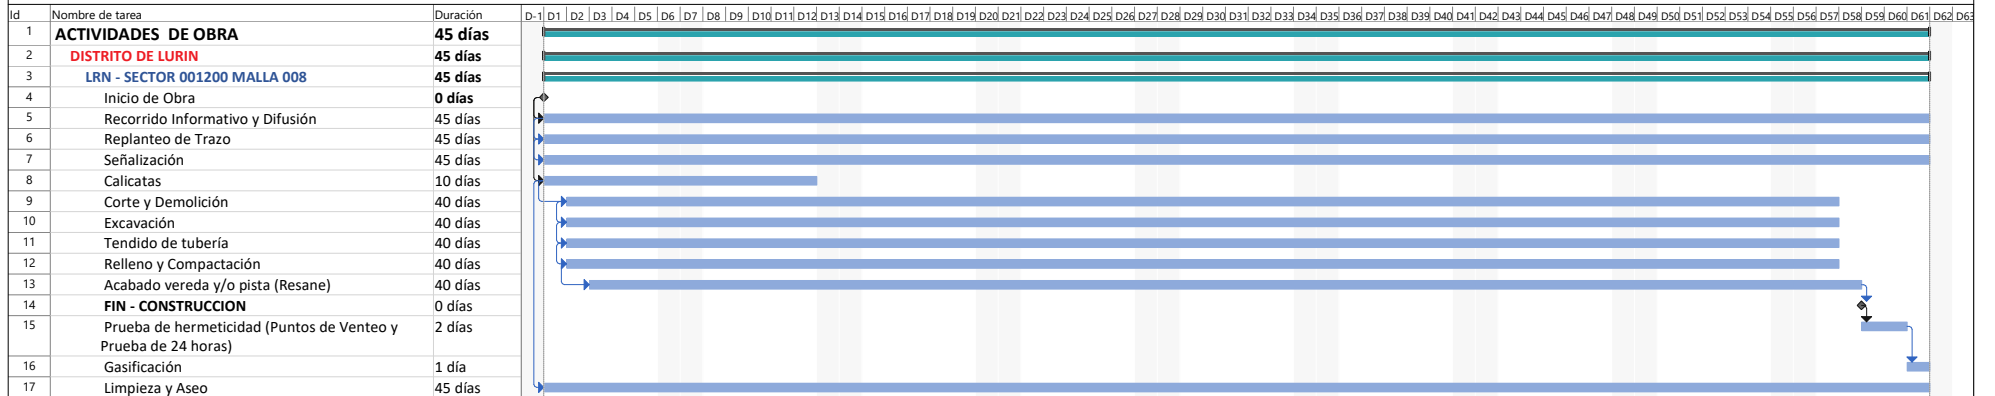 Id Nombre de tarea Duración D-1 D1 D2 D3 D4 D5 D6 D7 D8 D9 D10 D11 D12 D13 D14 D15 D16 D17 D18 D19 D20 D21 D22 D23 D24 D25 D26 D27 D28 D29 D30 D31 D32 D33 D34 D35 D36 D37 D38 D39 D40 D41 D42 D43 D44 D45 D46 D47 D48 D49 D50 D51 D52 D53 D54 D55 D56 D57 D58 D59 D60 D61 D62 D63
1 ACTIVIDADES DE OBRA 45 días
2 DISTRITO DE LURIN 45 días
3 LRN - SECTOR 001200 MALLA 008 45 días
4 Inicio de Obra 0 días
5 Recorrido Informativo y Difusión 45 días
6 Replanteo de Trazo 45 días
7 Señalización 45 días
8 Calicatas 10 días
9 Corte y Demolición 40 días
10 Excavación 40 días
11 Tendido de tubería 40 días
12 Relleno y Compactación 40 días
13 Acabado vereda y/o pista (Resane) 40 días
14 FIN - CONSTRUCCION 0 días
15 Prueba de hermeticidad (Puntos de Venteo y 2 días
Prueba de 24 horas)
16 Gasificación 1 día
17 Limpieza y Aseo 45 días